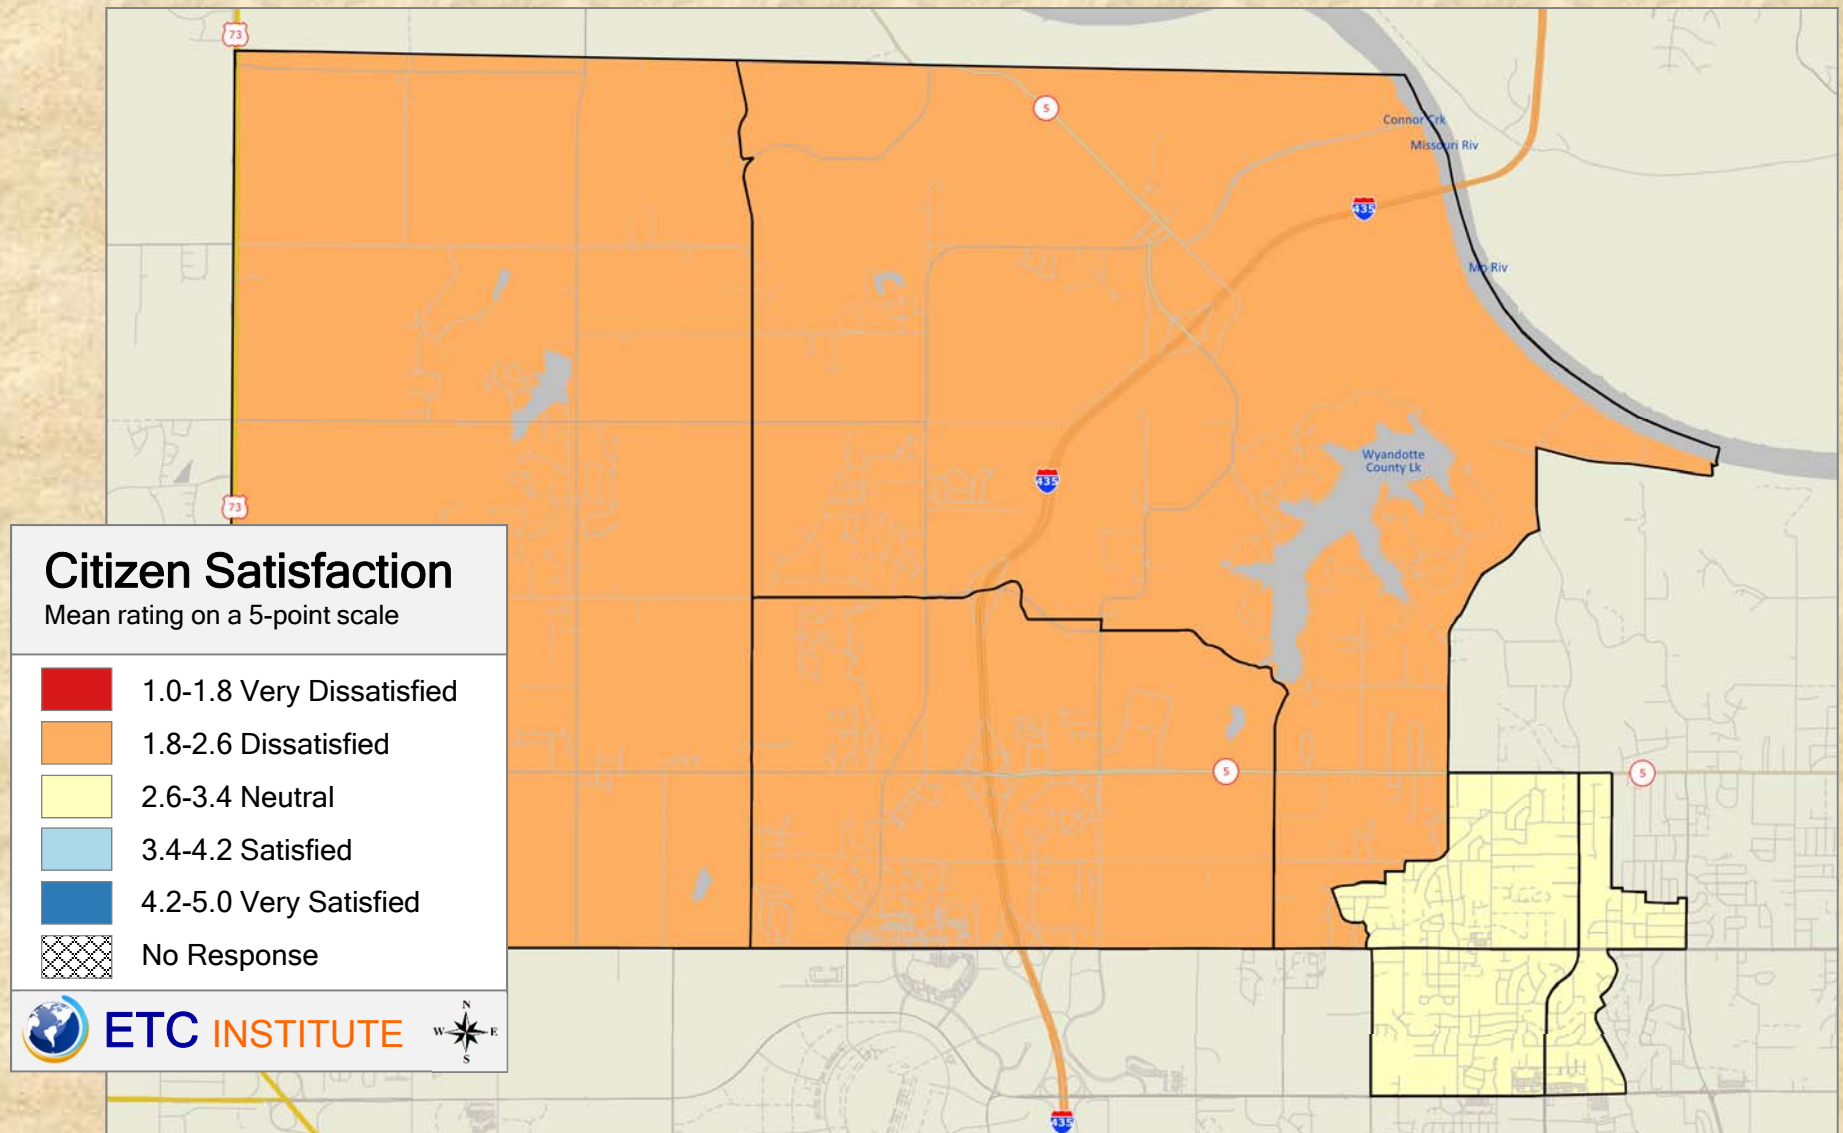 73
5
Connor Crk
Missouri Riv
435
Mo Riv
Wyandotte
County Lk
435
73
Citizen Satisfaction
Mean rating on a 5-point scale
1.0-1.8 Very Dissatisfied
1.8-2.6 Dissatisfied
2.6-3.4 Neutral
3.4-4.2 Satisfied
4.2-5.0 Very Satisfied
No Response
5
5
ETC INSTITUTE
N
W E
S
435